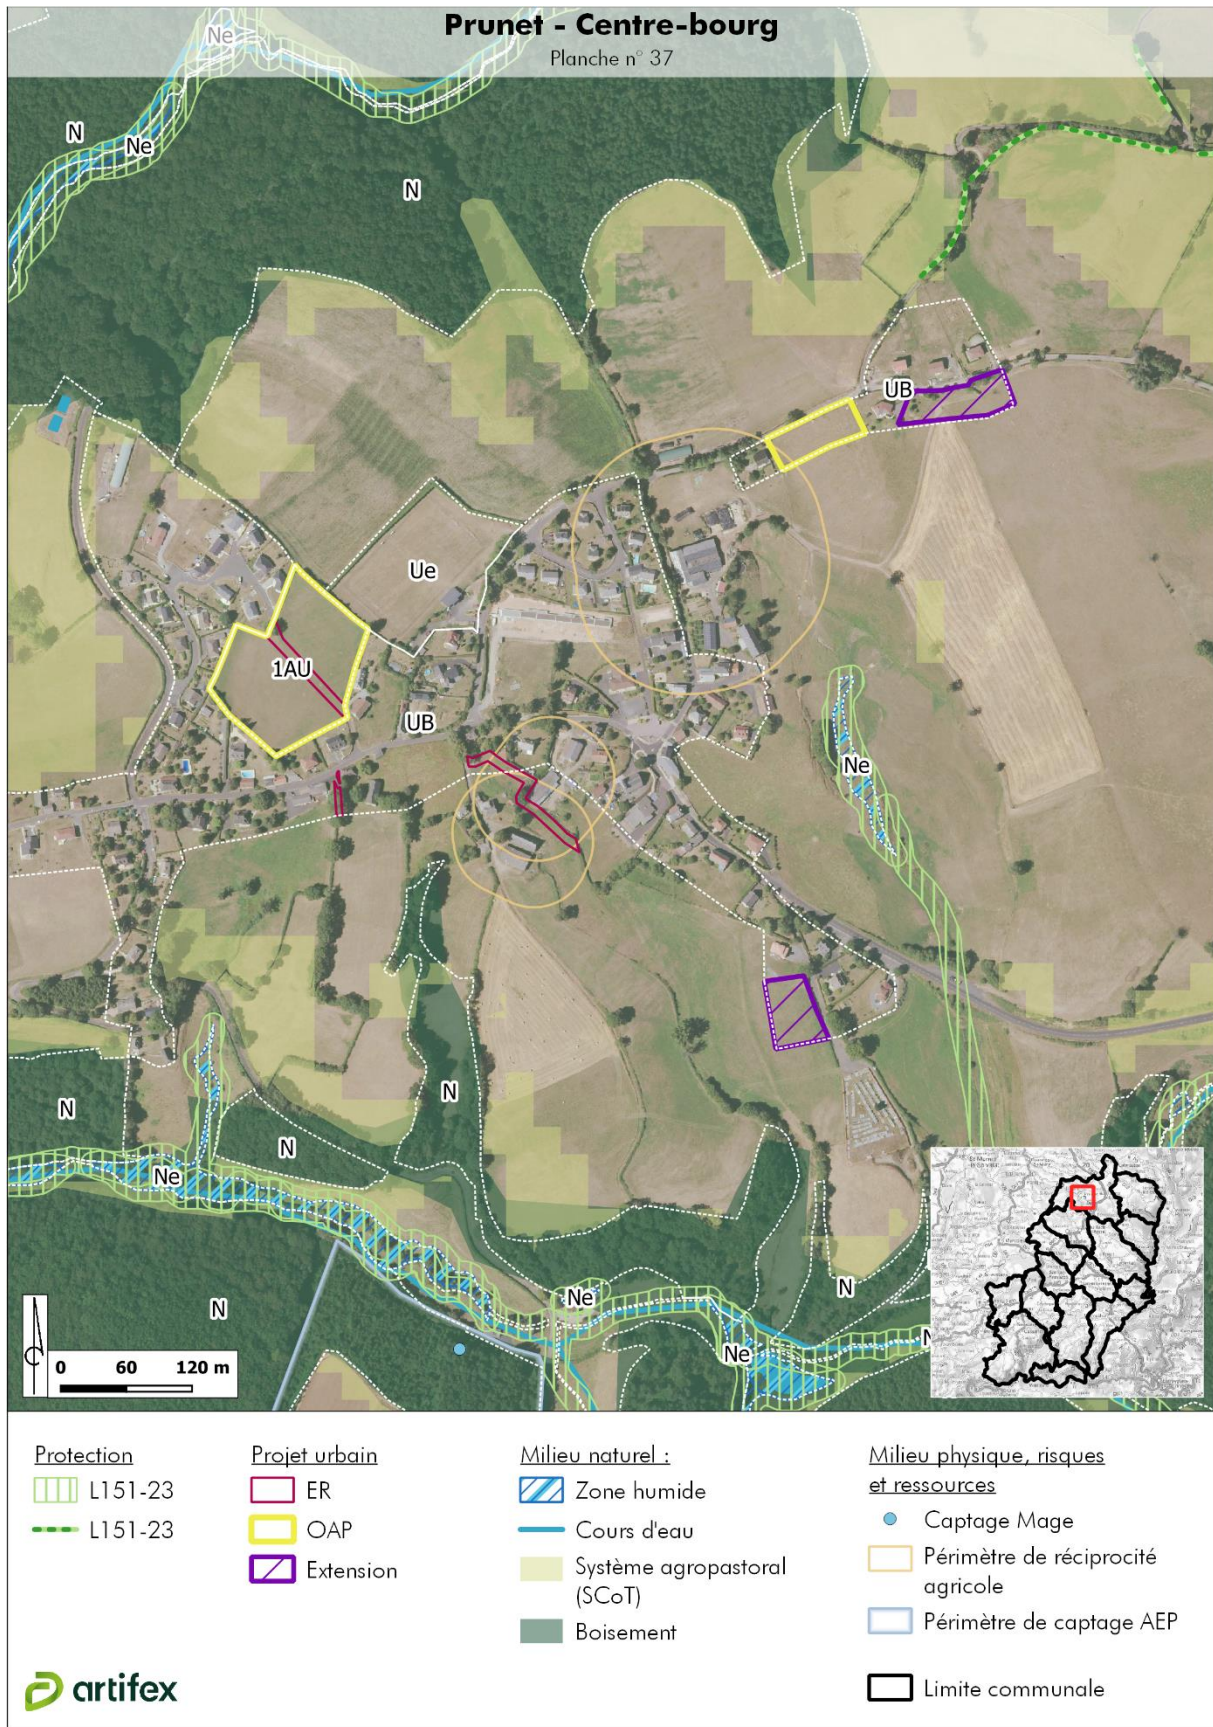 Prunet - Centre-bourg
Planche n° 37
Ne
N
Ne
N
UB
Ue
1AU
UB
Ne
N
N
N
Ne
N
N
Ne
Ne
N
0 60 120 m
Protection
L151-23
L151-23
Projet urbain
ER
OAP
Extension
Milieu naturel :
Zone humide
Cours d'eau
Système agropastoral
(SCoT)
Boisement
Milieu physique, risques
et ressources
Captage Mage
Périmètre de réciprocité
agricole
Périmètre de captage AEP
Limite communale
artifex